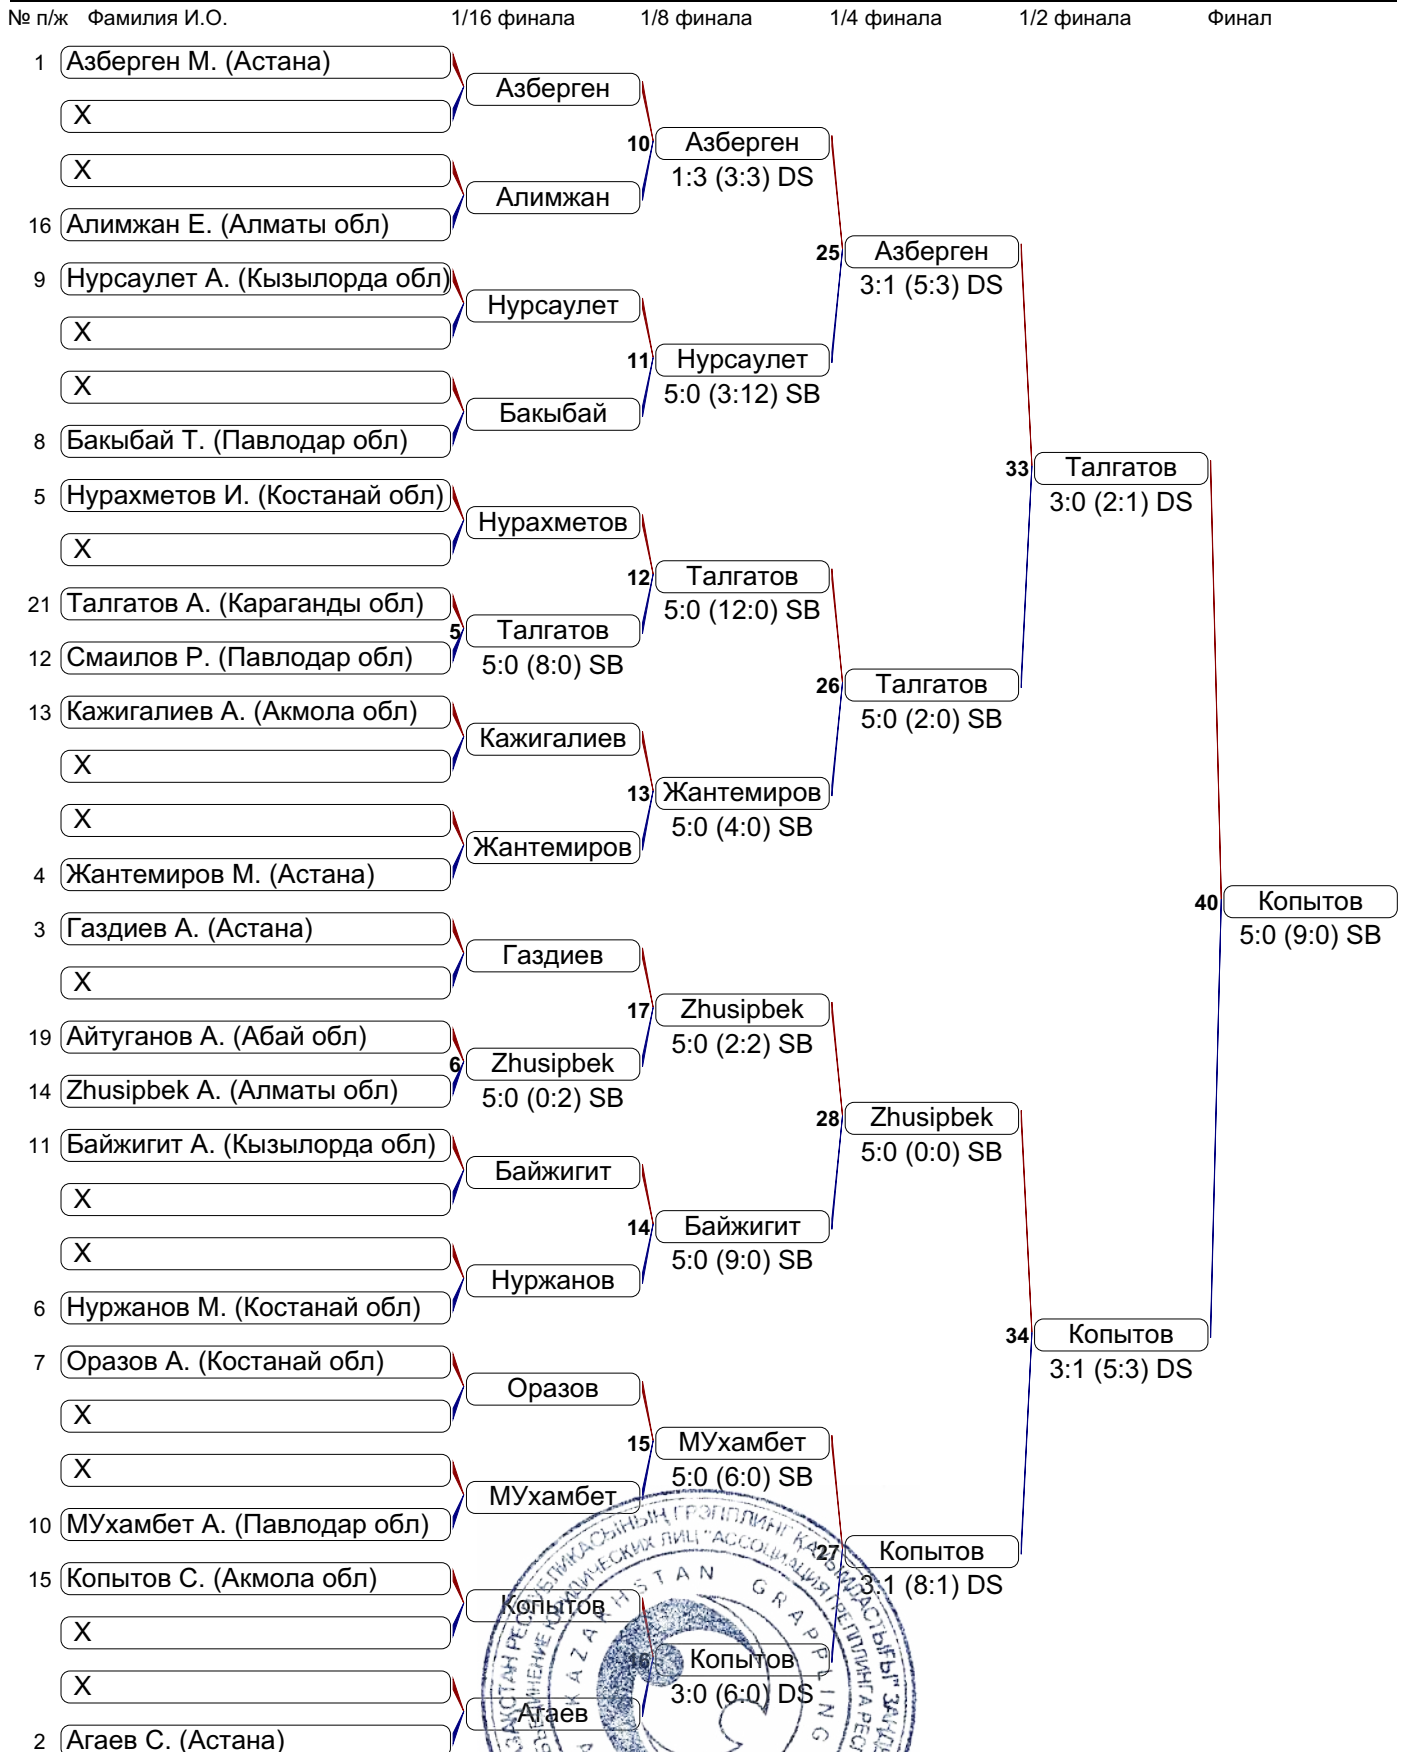 № п/ж Фамилия И.О. 1/16 финала 1/8 финала 1/4 финала 1/2 финала Финал
1 Азберген М. (Астана)
Азберген
X
10 Азберген
1:3 (3:3) DS
X
Алимжан
16 Алимжан Е. (Алматы обл)
25 Азберген
3:1 (5:3) DS
9 Нурсаулет А. (Кызылорда обл)
Нурсаулет
X
11 Нурсаулет
5:0 (3:12) SB
X
Бакыбай
8 Бакыбай Т. (Павлодар обл)
33 Талгатов
3:0 (2:1) DS
5 Нурахметов И. (Костанай обл)
Нурахметов
X
12 Талгатов
5:0 (12:0) SB
21 Талгатов А. (Караганды обл)
5 Талгатов
5:0 (8:0) SB
12 Смаилов Р. (Павлодар обл)
26 Талгатов
5:0 (2:0) SB
13 Кажигалиев А. (Акмола обл)
Кажигалиев
X
13 Жантемиров
5:0 (4:0) SB
X
Жантемиров
4 Жантемиров М. (Астана)
40 Копытов
5:0 (9:0) SB
3 Газдиев А. (Астана)
Газдиев
X
17 Zhusipbek
5:0 (2:2) SB
19 Айтуганов А. (Абай обл)
6 Zhusipbek
5:0 (0:2) SB
14 Zhusipbek А. (Алматы обл)
28 Zhusipbek
5:0 (0:0) SB
11 Байжигит А. (Кызылорда обл)
Байжигит
X
14 Байжигит
5:0 (9:0) SB
X
Нуржанов
6 Нуржанов М. (Костанай обл)
34 Копытов
3:1 (5:3) DS
7 Оразов А. (Костанай обл)
Оразов
X
15 МУхамбет
5:0 (6:0) SB
X
МУхамбет
10 МУхамбет А. (Павлодар обл)
27 Копытов
3:1 (8:1) DS
15 Копытов С. (Акмола обл)
Копытов
X
16 Копытов
3:0 (6:0) DS
X
Агаев
2 Агаев С. (Астана)
KAZAKHSTAN GRAPPLING